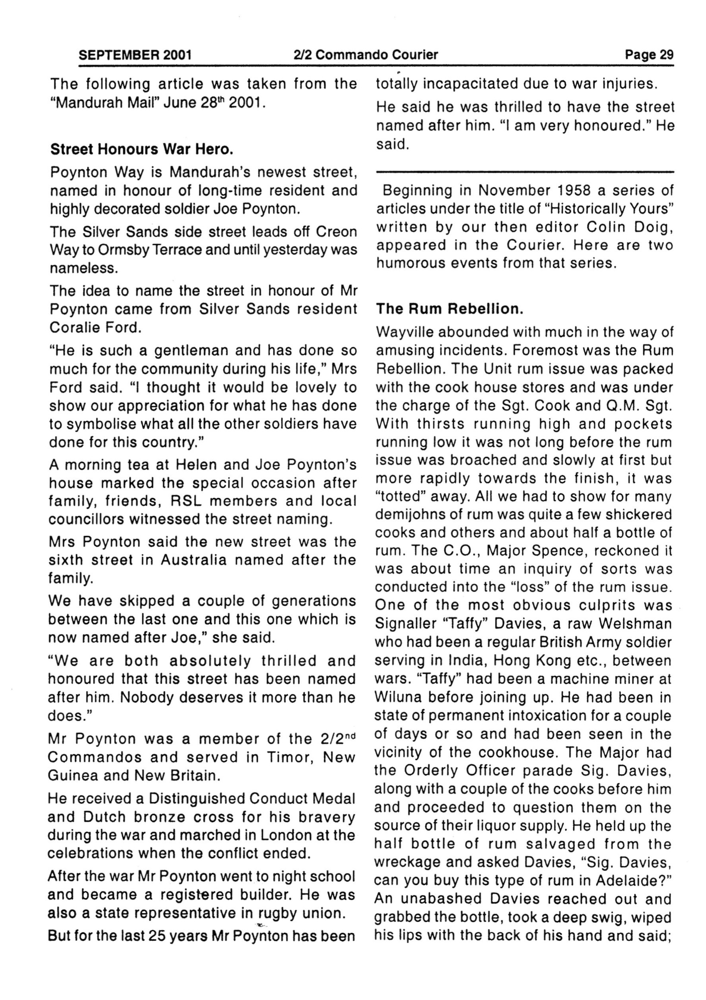 SEPTEMBER 2001 2/2 Commando Courier Page 29
The following article was taken from the
“Mandurah Mail” June 28th 2001.
Street Honours War Hero.
Poynton Way is Mandurah's newest street,
named in honour of long-time resident and
highly decorated soldier Joe Poynton.
The Silver Sands side street leads off Creon
Way to Ormsby Terrace and until yesterday was
nameless.
The idea to name the street in honour of Mr
Poynton came from Silver Sands resident
Coralie Ford.
“He is such a gentleman and has done so
much for the community during his life,” Mrs
Ford said. “I thought it would be lovely to
show our appreciation for what he has done
to symbolise what all the other soldiers have
done for this country.”
A morning tea at Helen and Joe Poynton's
house marked the special occasion after
family, friends, RSL members and local
councillors witnessed the street naming.
Mrs Poynton said the new street was the
sixth street in Australia named after the
family.
We have skipped a couple of generations
between the last one and this one which is
now named after Joe,” she said.
“We are both absolutely thrilled and
honoured that this street has been named
after him. Nobody deserves it more than he
does.”
Mr Poynton was a member of the 2/2nd
Commandos and served in Timor, New
Guinea and New Britain.
He received a Distinguished Conduct Medal
and Dutch bronze cross for his bravery
during the war and marched in London at the
celebrations when the conflict ended.
After the war Mr Poynton went to night school
and became a registered builder. He was
also a state representative in rugby union.
But for the last 25 years Mr Poynton has been
totally incapacitated due to war injuries.
He said he was thrilled to have the street
named after him. “I am very honoured.” He
said.
Beginning in November 1958 a series of
articles under the title of “Historically Yours”
written by our then editor Colin Doig,
appeared in the Courier. Here are two
humorous events from that series.
The Rum Rebellion.
Wayville abounded with much in the way of
amusing incidents. Foremost was the Rum
Rebellion. The Unit rum issue was packed
with the cook house stores and was under
the charge of the Sgt. Cook and Q.M. Sgt.
With thirsts running high and pockets
running low it was not long before the rum
issue was broached and slowly at first but
more rapidly towards the finish, it was
“totted” away. All we had to show for many
demijohns of rum was quite a few shickered
cooks and others and about half a bottle of
rum. The C.O., Major Spence, reckoned it
was about time an inquiry of sorts was
conducted into the “loss” of the rum issue.
One of the most obvious culprits was
Signaller “Taffy” Davies, a raw Welshman
who had been a regular British Army soldier
serving in India, Hong Kong etc., between
wars. “Taffy” had been a machine miner at
Wiluna before joining up. He had been in
state of permanent intoxication for a couple
of days or so and had been seen in the
vicinity of the cookhouse. The Major had
the Orderly Officer parade Sig. Davies,
along with a couple of the cooks before him
and proceeded to question them on the
source of their liquor supply. He held up the
half bottle of rum salvaged from the
wreckage and asked Davies, “Sig. Davies,
can you buy this type of rum in Adelaide?”
An unabashed Davies reached out and
grabbed the bottle, took a deep swig, wiped
his lips with the back of his hand and said;